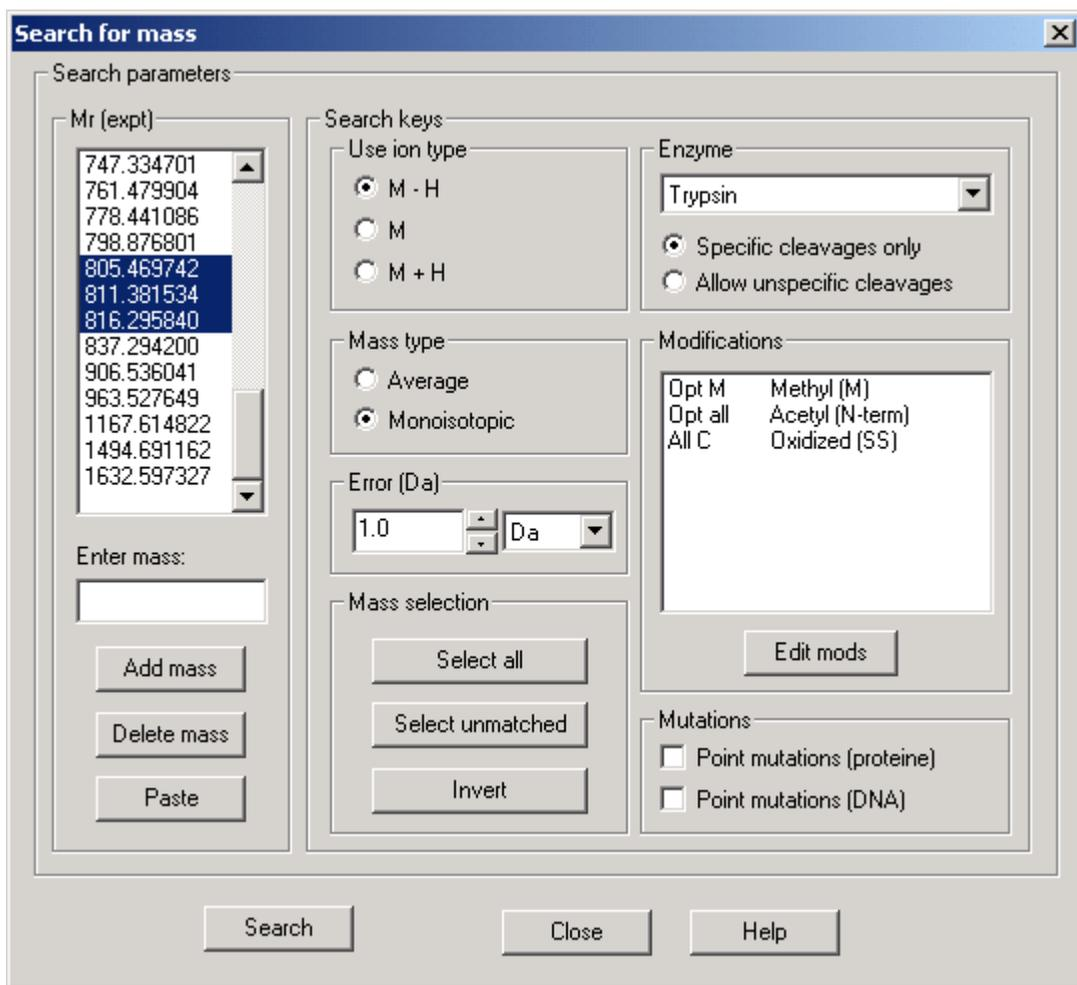 Search for mass
Search parameters
Mr (expt)
747.334701
761.479904
778.441086
798.876801
805.469742
811.381534
816.295840
837.294200
906.536041
963.527649
1167.614822
1494.691162
1632.597327
Enter mass:
Add mass
Delete mass
Paste
Search keys
Use ion type
M - H
M
M + H
Mass type
Average
Monoisotopic
Error (Da)
1.0 Da
Mass selection
Select all
Select unmatched
Invert
Enzyme
Trypsin
Specific cleavages only
Allow unspecific cleavages
Modifications
Opt M Methyl (M)
Opt all Acetyl (N-term)
All C Oxidized (SS)
Edit mods
Mutations
Point mutations (proteine)
Point mutations (DNA)
Search Close Help